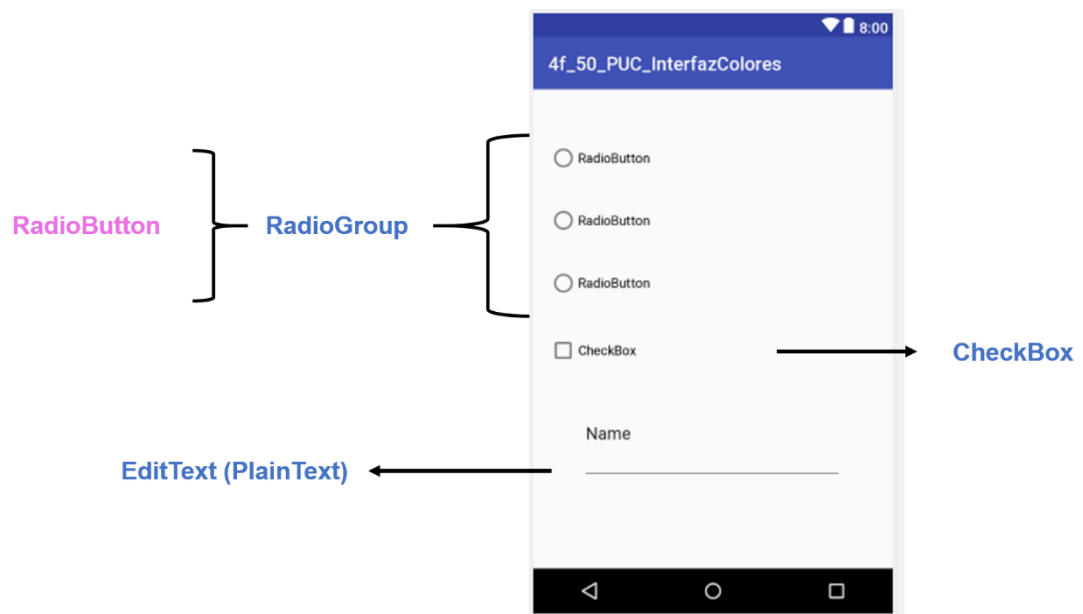 8:00
4f_50_PUC_InterfazColores
RadioButton
RadioButton
RadioButton RadioGroup
RadioButton
CheckBox
CheckBox
Name
EditText (PlainText)